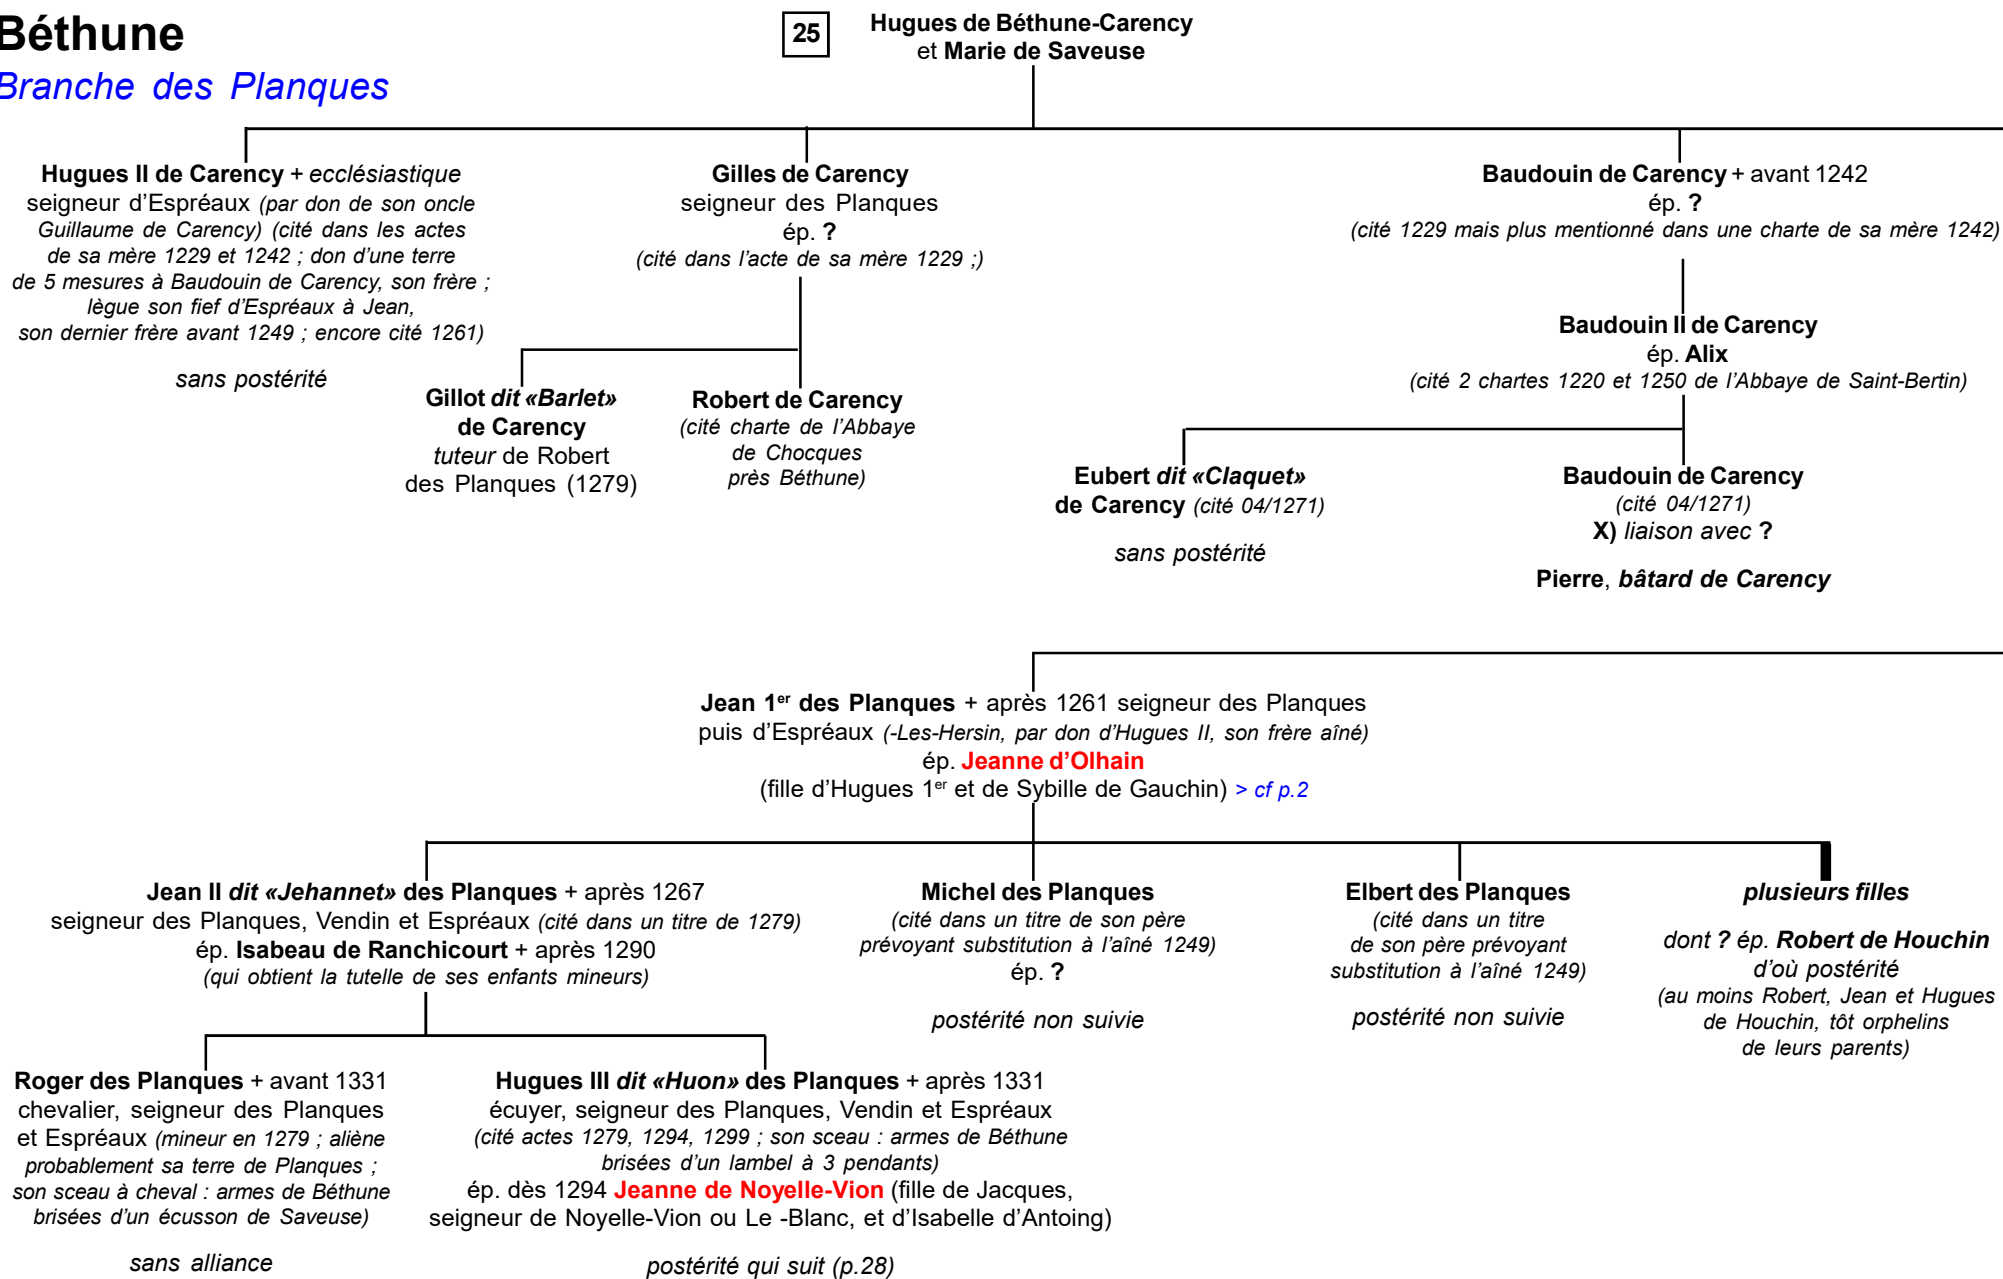 Béthune
Branche des Planques
25
Hugues de Béthune-Carency
et Marie de Saveuse
Hugues II de Carency + ecclésiastique
seigneur d’Espréaux (par don de son oncle
Guillaume de Carency) (cité dans les actes
de sa mère 1229 et 1242 ; don d’une terre
de 5 mesures à Baudouin de Carency, son frère ;
lègue son fief d’Espréaux à Jean,
son dernier frère avant 1249 ; encore cité 1261)
sans postérité
Gilles de Carency
seigneur des Planques
ép. ?
(cité dans l’acte de sa mère 1229 ;)
Gillot dit «Barlet»
de Carency
tuteur de Robert
des Planques (1279)
Robert de Carency
(cité charte de l’Abbaye
de Chocques
près Béthune)
Baudouin de Carency + avant 1242
ép. ?
(cité 1229 mais plus mentionné dans une charte de sa mère 1242)
Baudouin II de Carency
ép. Alix
(cité 2 chartes 1220 et 1250 de l’Abbaye de Saint-Bertin)
Eubert dit «Claquet»
de Carency (cité 04/1271)
sans postérité
Baudouin de Carency
(cité 04/1271)
X) liaison avec ?
Pierre, bâtard de Carency
Jean 1er des Planques + après 1261 seigneur des Planques
puis d’Espréaux (-Les-Hersin, par don d’Hugues II, son frère aîné)
ép. Jeanne d’Olhain
(fille d’Hugues 1er et de Sybille de Gauchin) > cf p.2
Jean II dit «Jehannet» des Planques + après 1267
seigneur des Planques, Vendin et Espréaux (cité dans un titre de 1279)
ép. Isabeau de Ranchicourt + après 1290
(qui obtient la tutelle de ses enfants mineurs)
Michel des Planques
(cité dans un titre de son père
prévoyant substitution à l’aîné 1249)
ép. ?
postérité non suivie
Elbert des Planques
(cité dans un titre
de son père prévoyant
substitution à l’aîné 1249)
postérité non suivie
plusieurs filles
dont ? ép. Robert de Houchin
d’où postérité
(au moins Robert, Jean et Hugues
de Houchin, tôt orphelins
de leurs parents)
Roger des Planques + avant 1331
chevalier, seigneur des Planques
et Espréaux (mineur en 1279 ; aliène
probablement sa terre de Planques ;
son sceau à cheval : armes de Béthune
brisées d’un écusson de Saveuse)
sans alliance
Hugues III dit «Huon» des Planques + après 1331
écuyer, seigneur des Planques, Vendin et Espréaux
(cité actes 1279, 1294, 1299 ; son sceau : armes de Béthune
brisées d’un lambel à 3 pendants)
ép. dès 1294 Jeanne de Noyelle-Vion (fille de Jacques,
seigneur de Noyelle-Vion ou Le -Blanc, et d’Isabelle d’Antoing)
postérité qui suit (p.28)